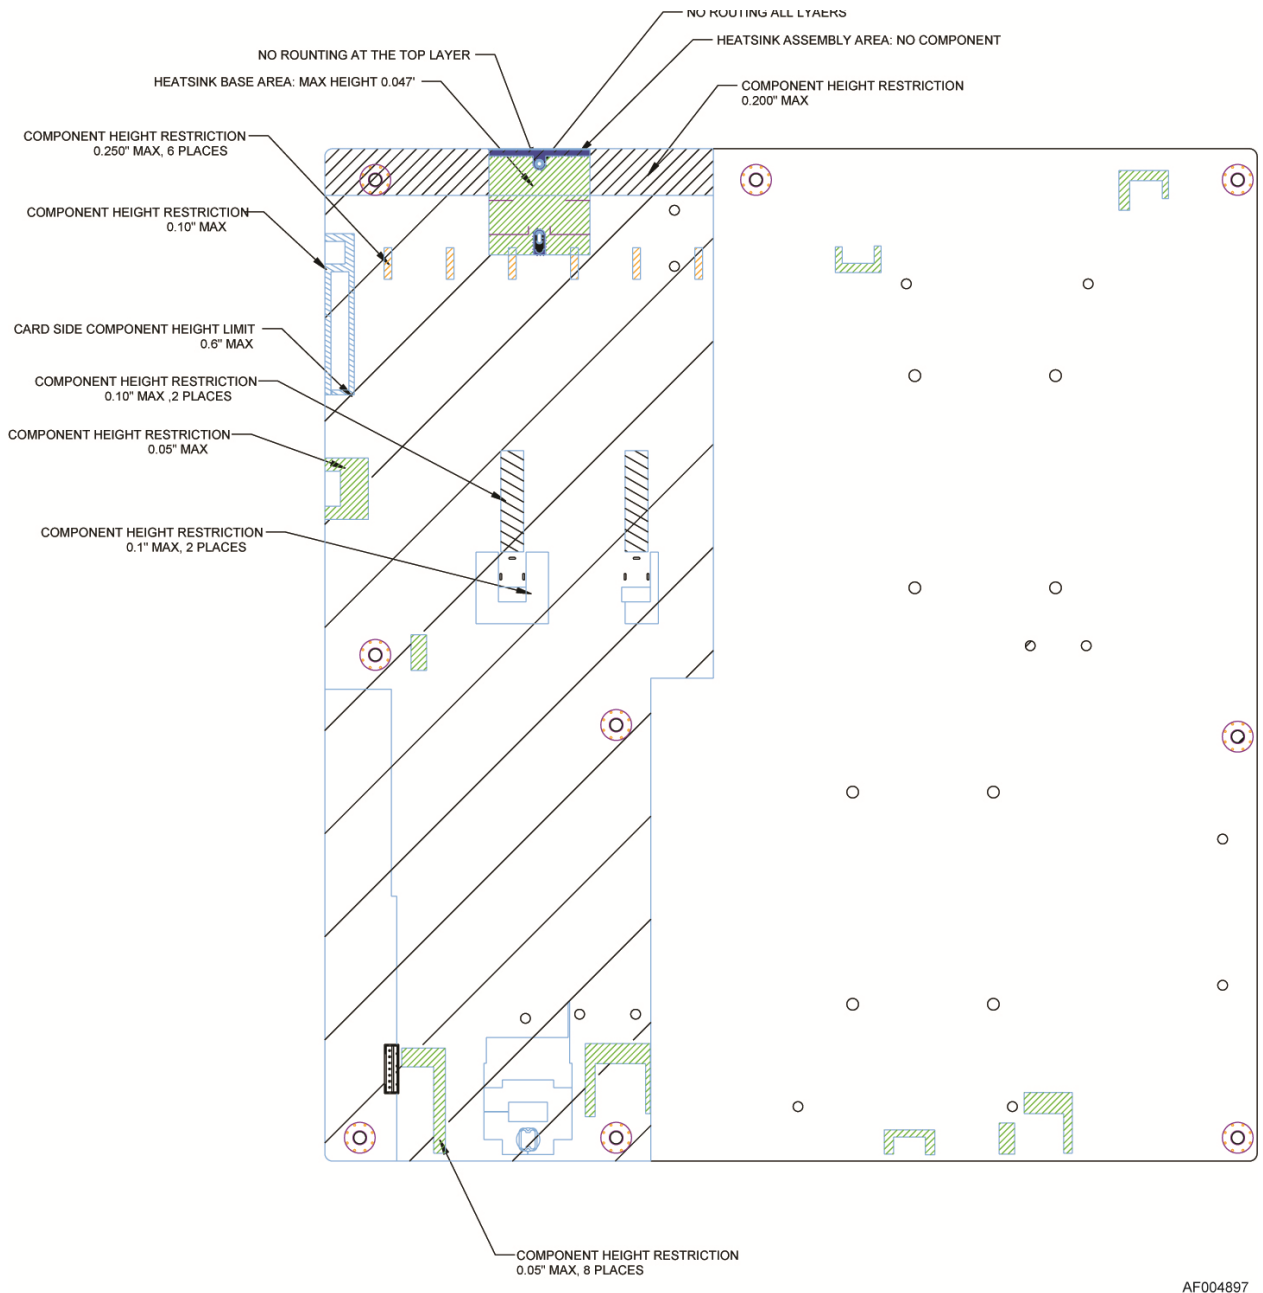 NO ROUTING ALL LYAERS
HEATSINK ASSEMBLY AREA: NO COMPONENT
NO ROUNTING AT THE TOP LAYER
HEATSINK BASE AREA: MAX HEIGHT 0.047'
COMPONENT HEIGHT RESTRICTION
0.200" MAX
COMPONENT HEIGHT RESTRICTION
0.250" MAX, 6 PLACES
COMPONENT HEIGHT RESTRICTION
0.10" MAX
CARD SIDE COMPONENT HEIGHT LIMIT
0.6" MAX
COMPONENT HEIGHT RESTRICTION
0.10" MAX ,2 PLACES
COMPONENT HEIGHT RESTRICTION
0.05" MAX
COMPONENT HEIGHT RESTRICTION
0.1" MAX, 2 PLACES
COMPONENT HEIGHT RESTRICTION
0.05" MAX, 8 PLACES
AF004897